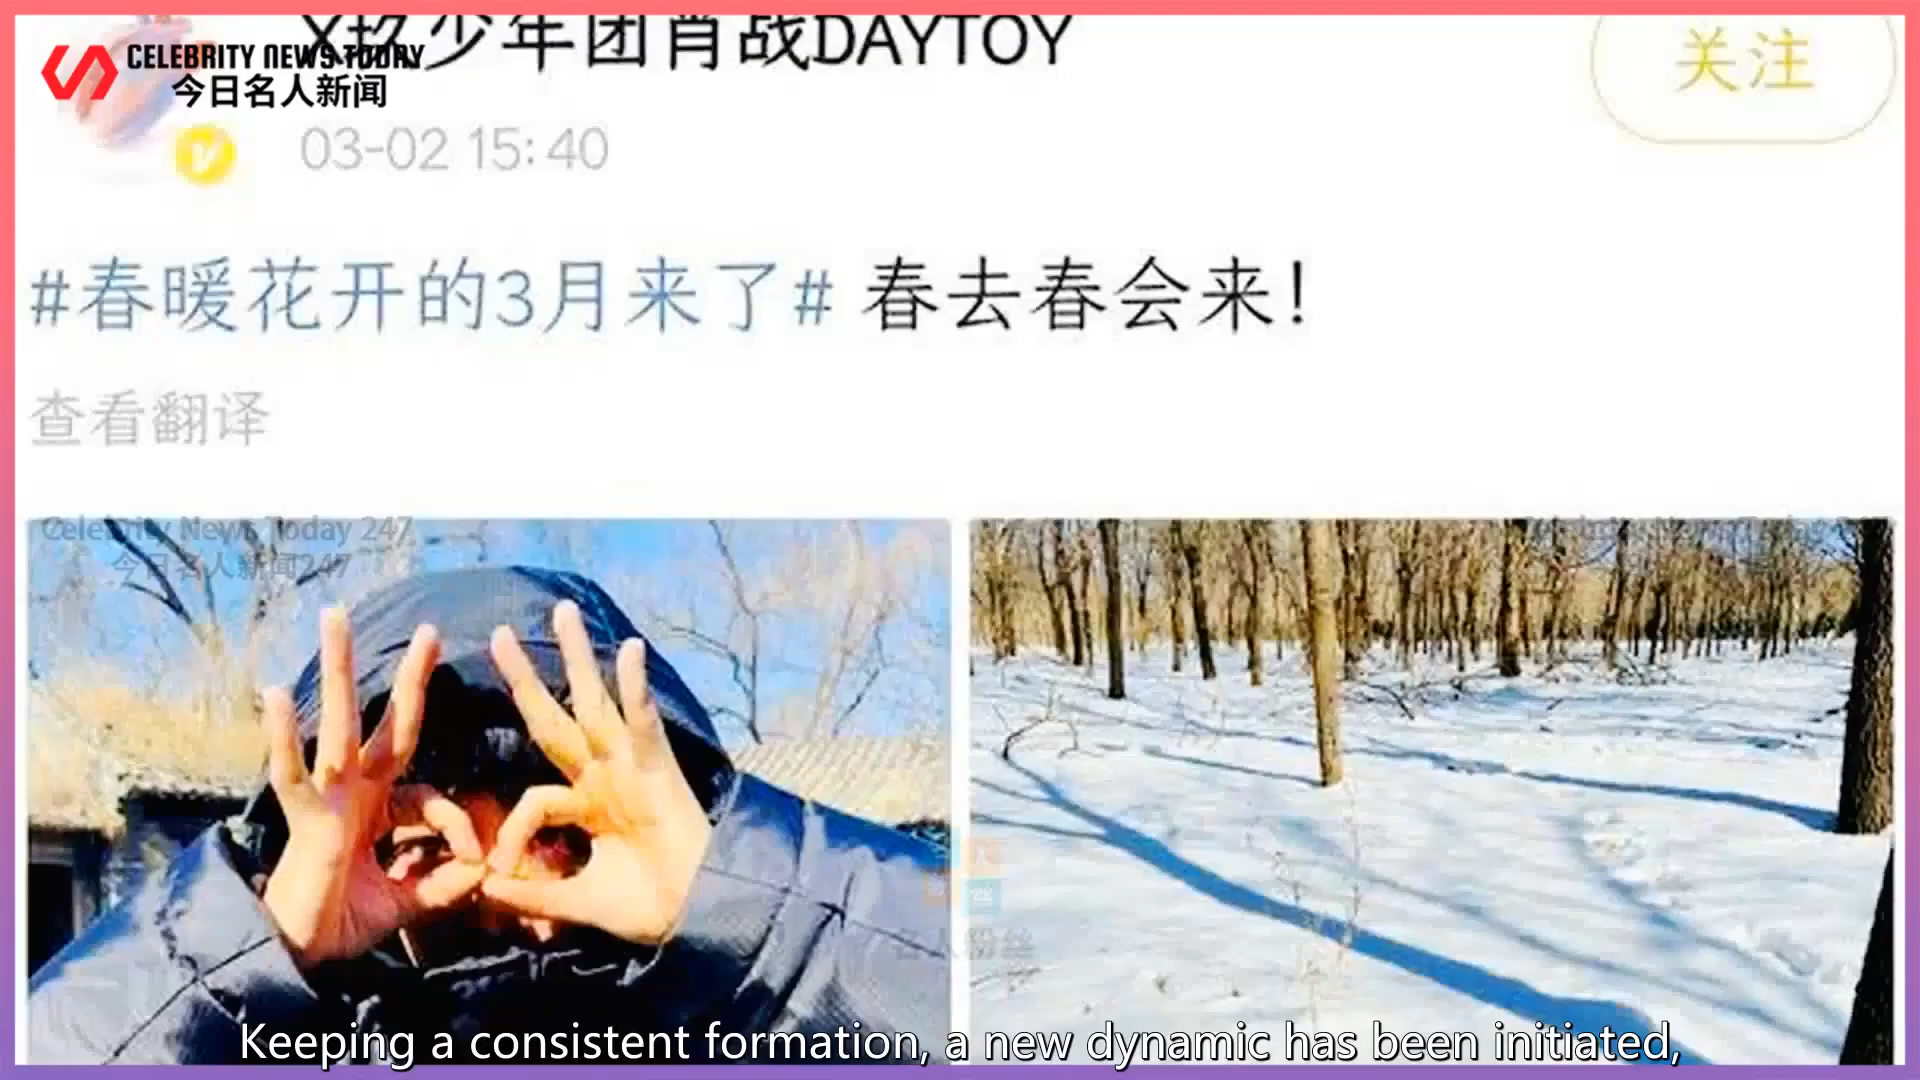 X玖少年团肖战DAYTOY
关注
CELEBRITY NEWS TODAY
今日名人新闻
03-02 15:40
#春暖花开的3月来了# 春去春会来!
查看翻译
Celebrity News Today 247
今日名人新闻247
Keeping a consistent formation, a new dynamic has been initiated,